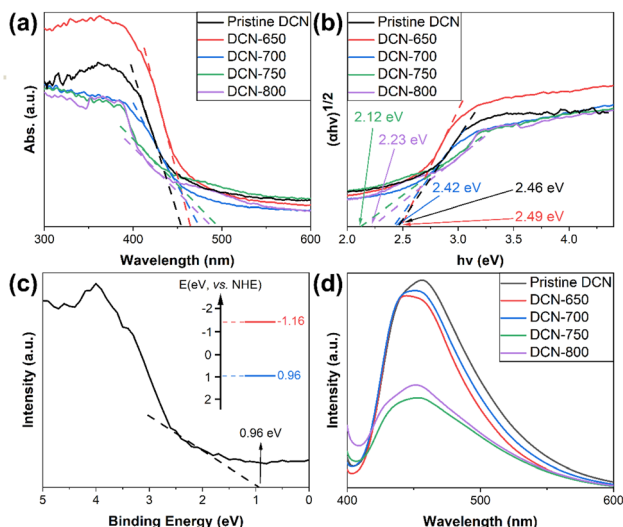 (a)
Pristine DCN
DCN-650
DCN-700
DCN-750
DCN-800
Abs. (a.u.)
300 400 500 600
Wavelength (nm)
(b)
Pristine DCN
DCN-650
DCN-700
DCN-750
DCN-800
(αhv)1/2
2.12 eV
2.23 eV
2.42 eV
2.46 eV
2.49 eV
2.0 2.5 3.0 3.5 4.0
hv (eV)
(c)
E(eV, vs. NHE)
-2
-1
0
1
2
-1.16
0.96
0.96 eV
Intensity (a.u.)
5 4 3 2 1 0
Binding Energy (eV)
(d)
Pristine DCN
DCN-650
DCN-700
DCN-750
DCN-800
Intensity (a.u.)
400 500 600
Wavelength (nm)